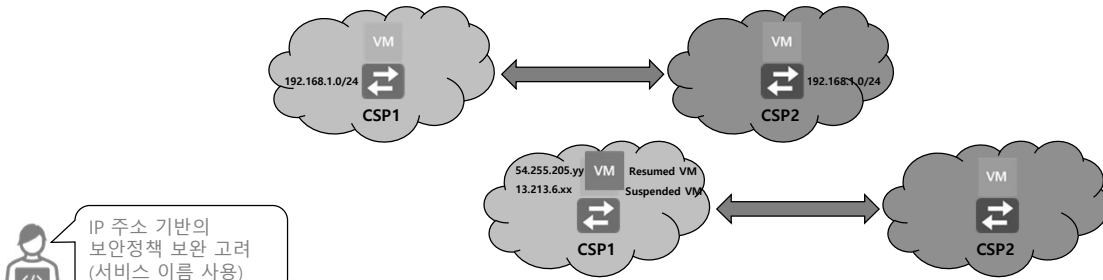 VM
192.168.1.0/24
CSP1
VM
192.168.1.0/24
CSP2
54.255.205.yy
VM
Resumed VM
13.213.6.xx
Suspended VM
CSP1
VM
CSP2
IP 주소 기반의
보안정책 보완 고려
(서비스 이름 사용)